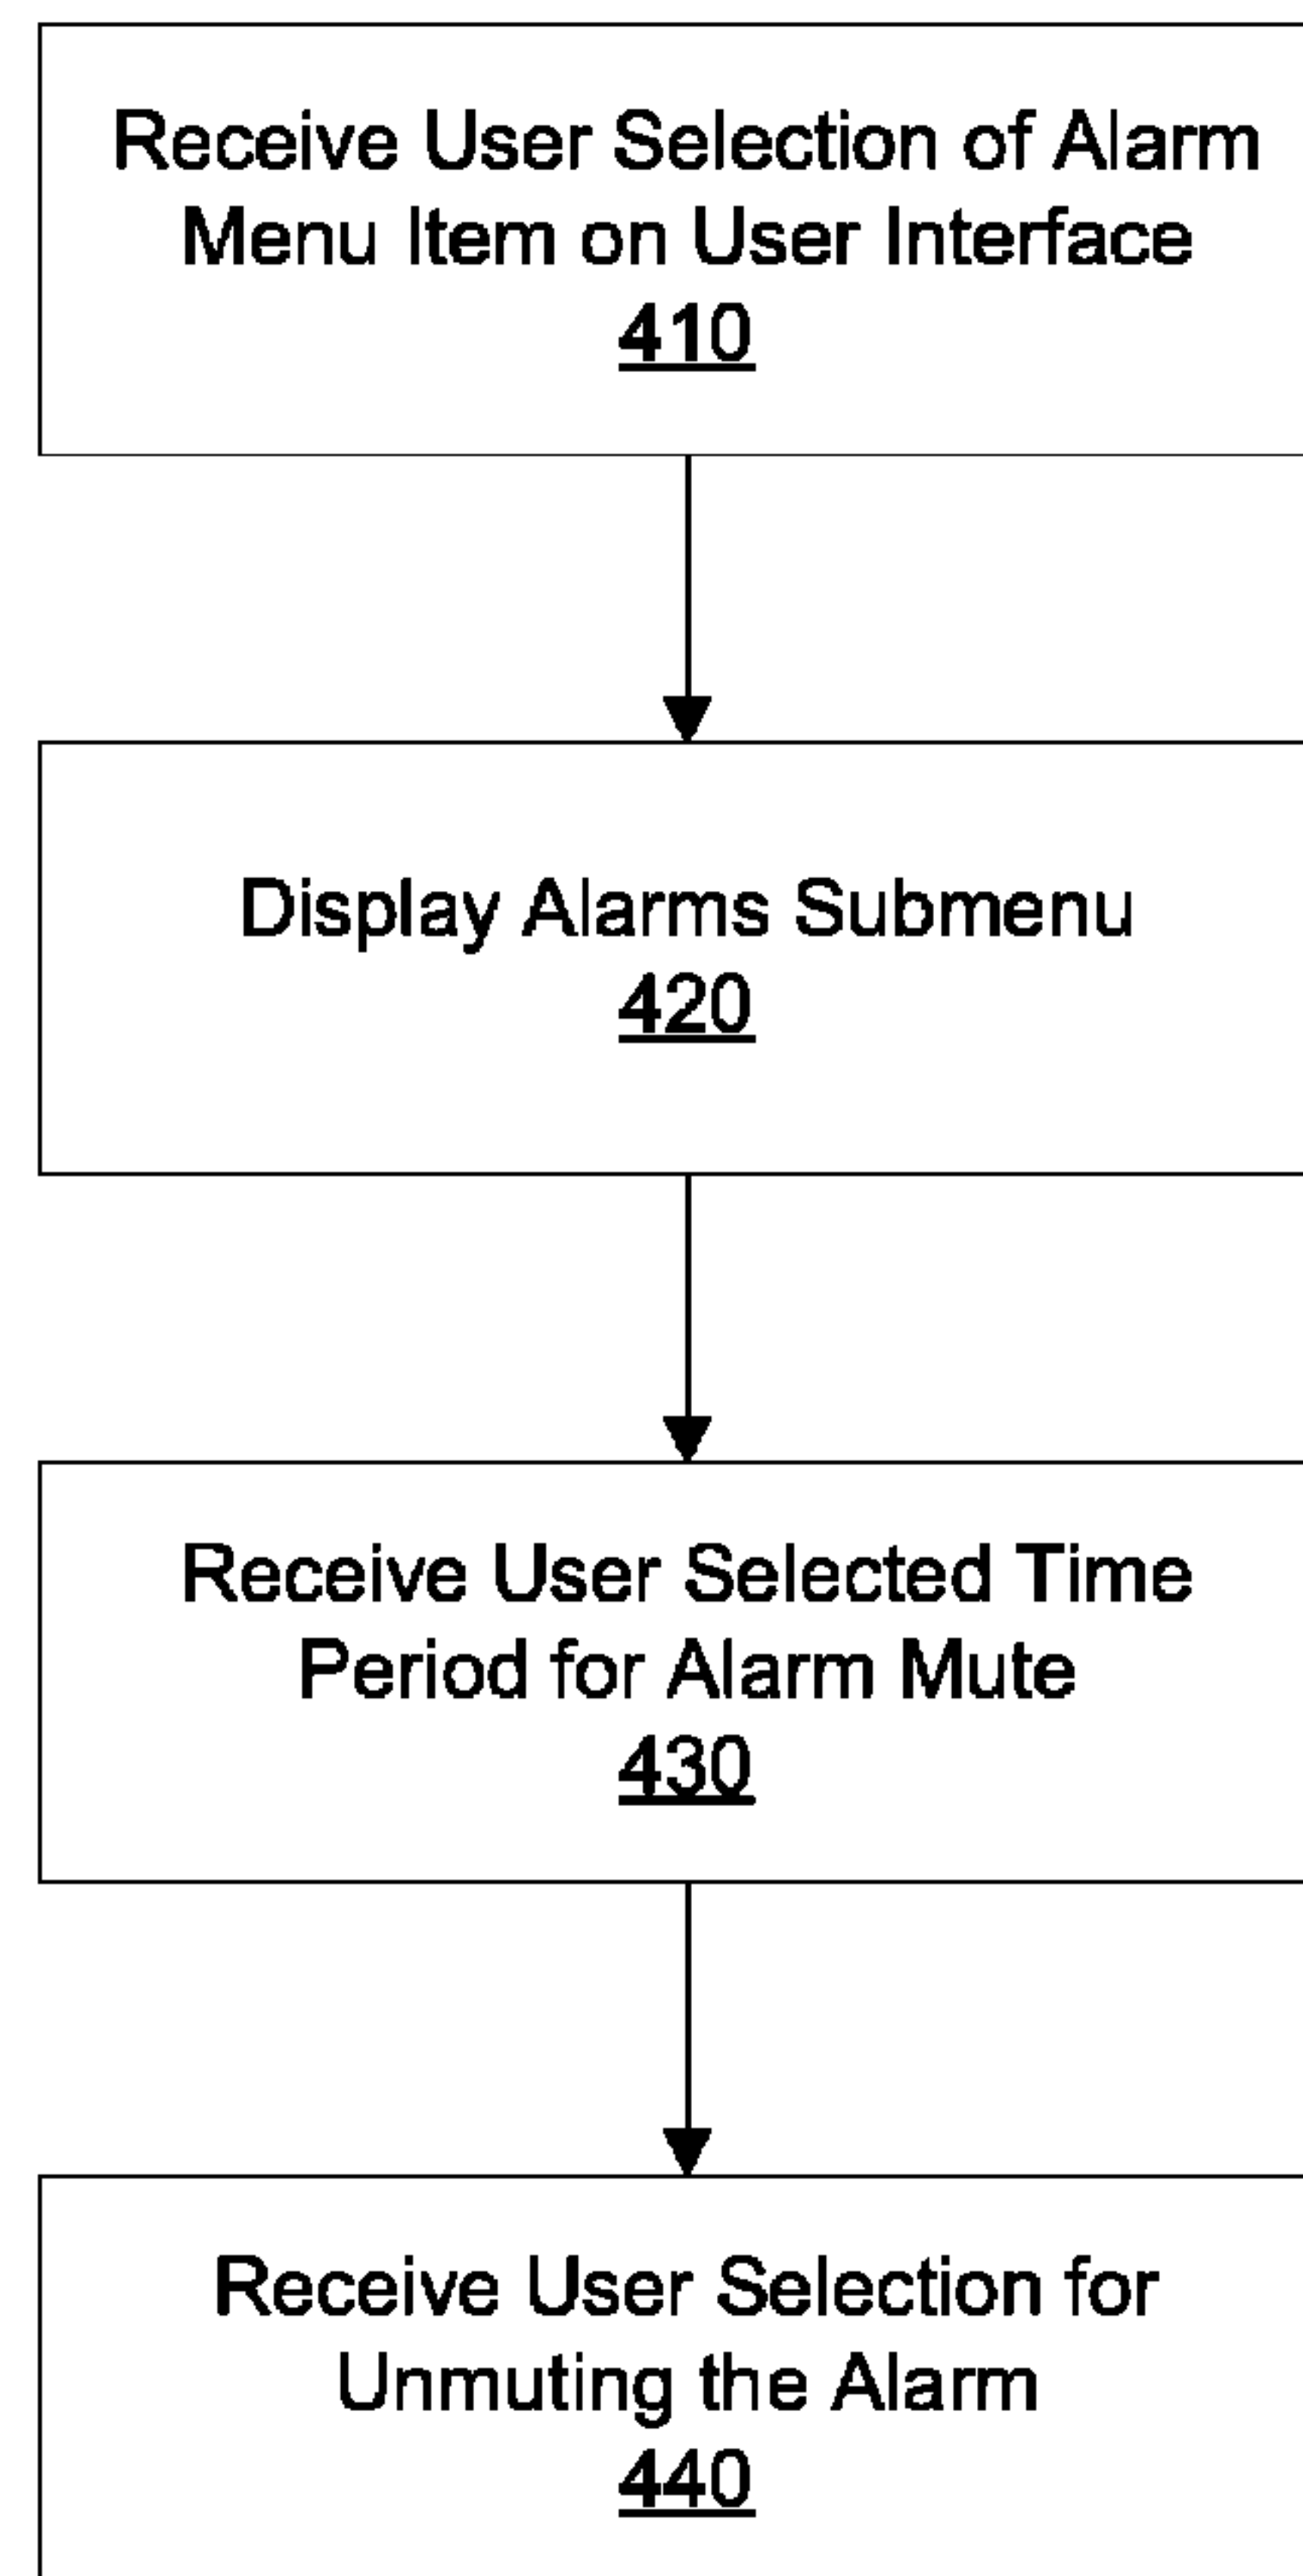 Receive User Selection of Alarm
Menu Item on User Interface
410
Display Alarms Submenu
420
Receive User Selected Time
Period for Alarm Mute
430
Receive User Selection for
Unmuting the Alarm
440